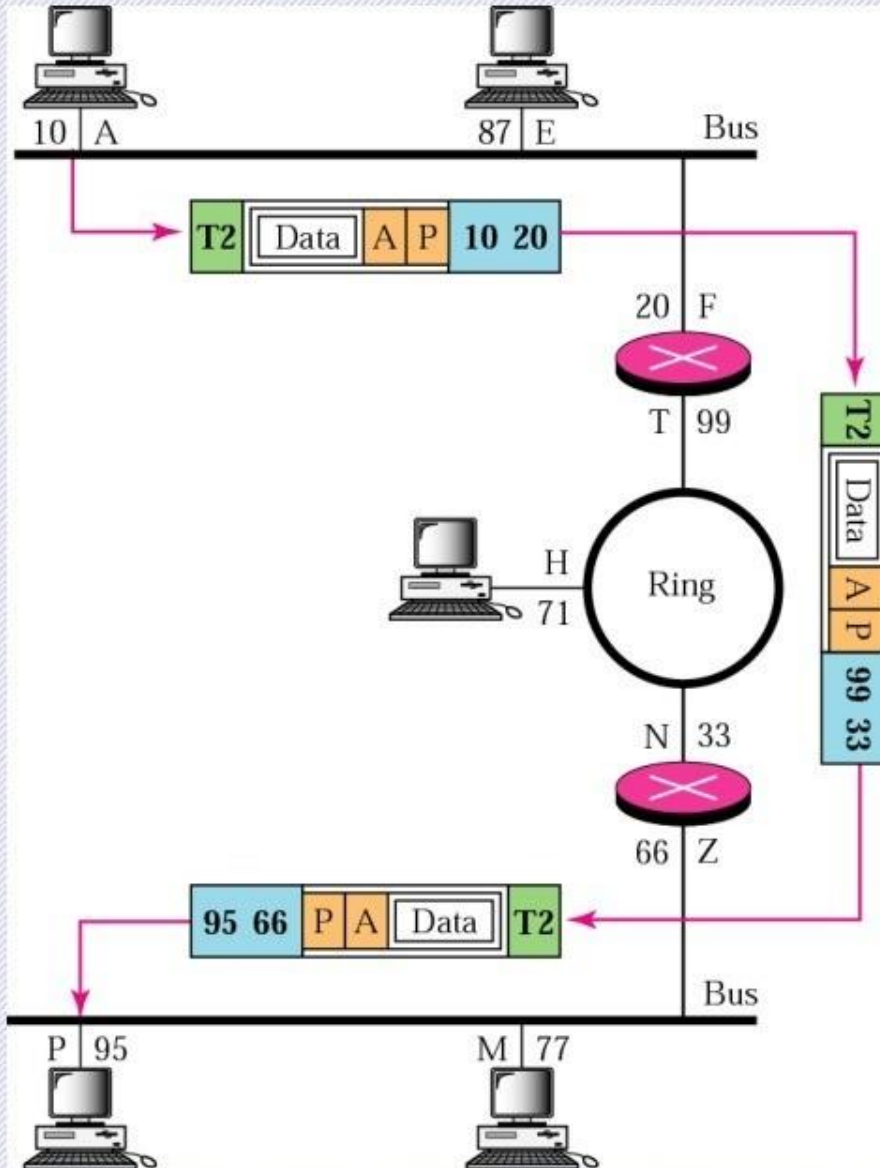 10 A
87 E
Bus
T2 Data A P 10 20
20 F
T 99
T2 Data A P 99 33
H
71
Ring
N 33
66 Z
95 66 P A Data T2
Bus
P 95
M 77